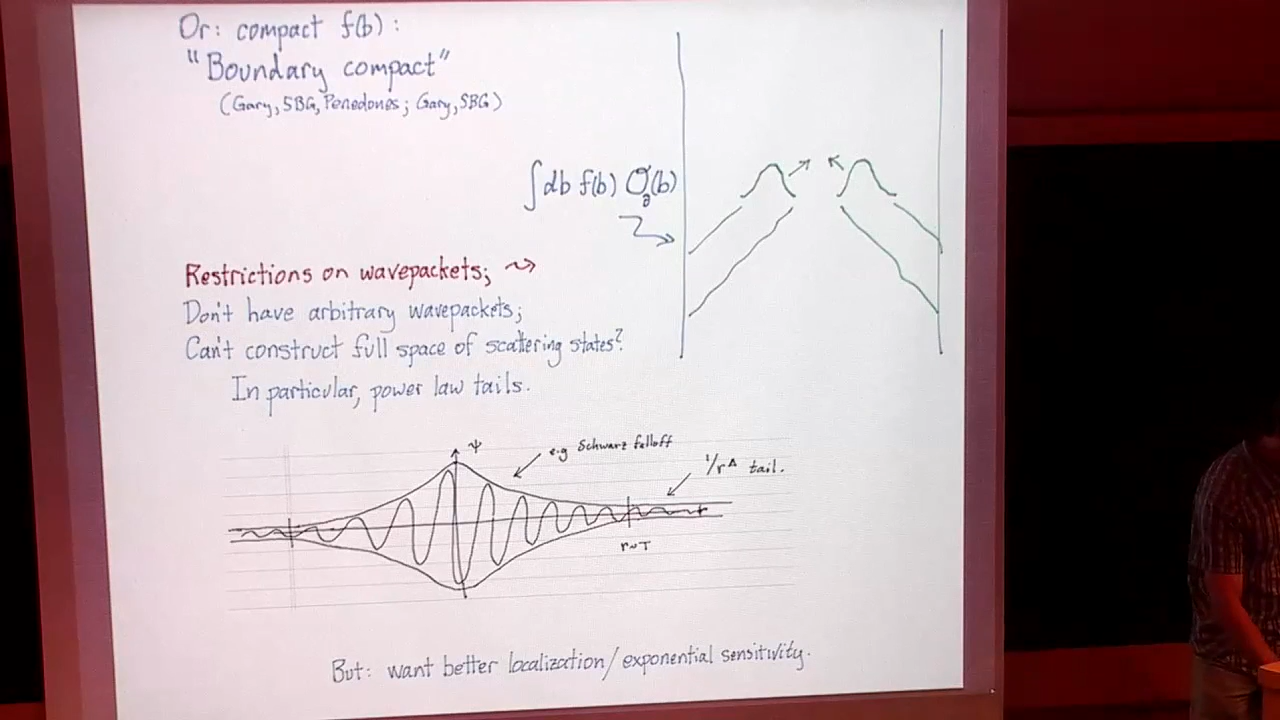 Or: compact f(b):
"Boundary compact"
(Gary, SBG, Penedones; Gary, SBG)
∫db f(b) O_∂(b)
Restrictions on wavepackets; ⇝
Don't have arbitrary wavepackets;
Can't construct full space of scattering states?
In particular, power law tails.
ψ
e.g Schwarz falloff
1/r^Δ tail.
r~T
But: want better localization/exponential sensitivity.